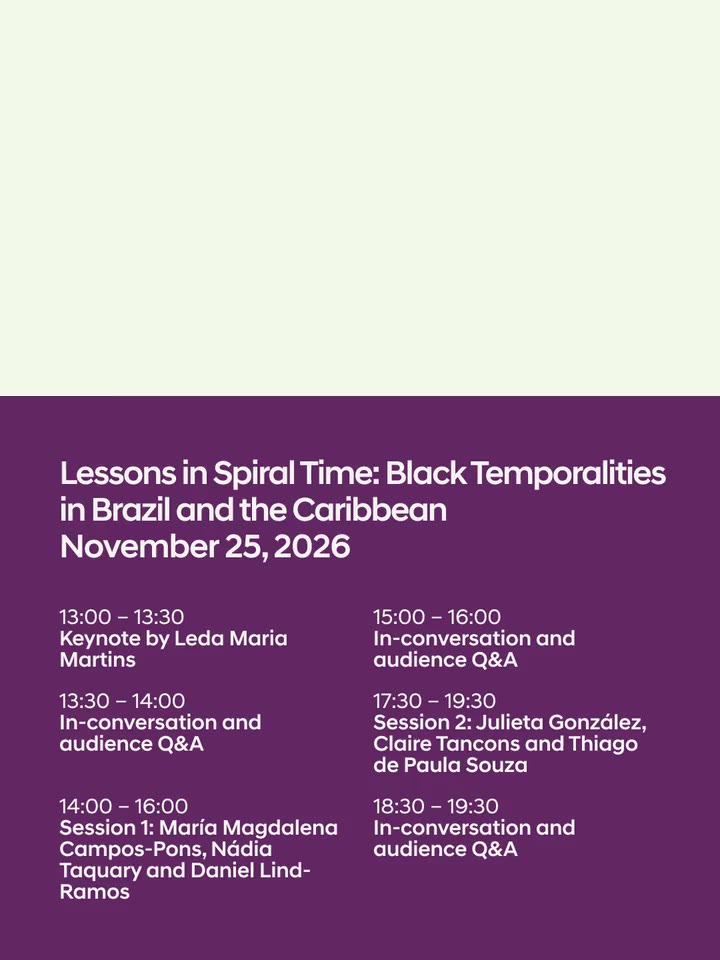 Lessons in Spiral Time: Black Temporalities
in Brazil and the Caribbean
November 25, 2026
13:00 – 13:30
Keynote by Leda Maria
Martins
13:30 – 14:00
In-conversation and
audience Q&A
14:00 – 16:00
Session 1: María Magdalena
Campos-Pons, Nádia
Taquary and Daniel Lind-
Ramos
15:00 – 16:00
In-conversation and
audience Q&A
17:30 – 19:30
Session 2: Julieta González,
Claire Tancons and Thiago
de Paula Souza
18:30 – 19:30
In-conversation and
audience Q&A